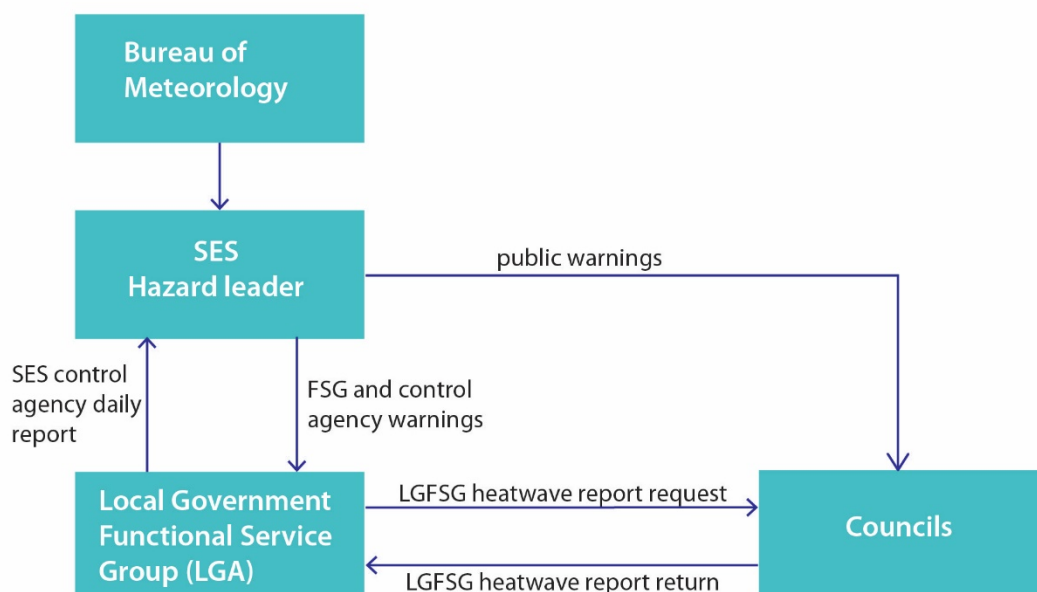 Bureau of
Meteorology
SES
Hazard leader
public warnings
SES control
agency daily
report
FSG and control
agency warnings
Local Government
Functional Service
Group (LGA)
LGFSG heatwave report request
Councils
LGFSG heatwave report return